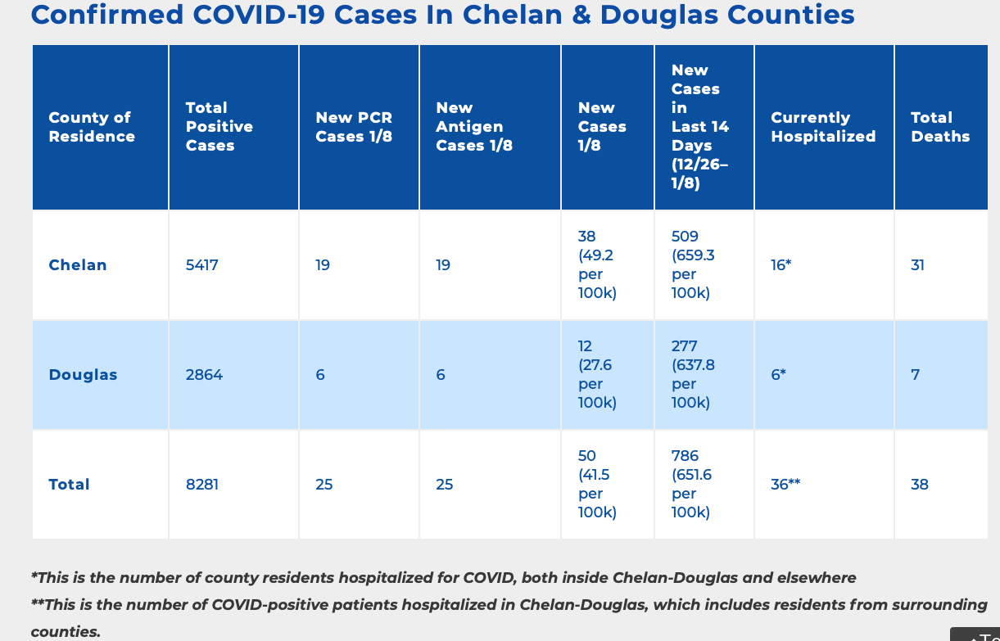 Confirmed COVID-19 Cases In Chelan & Douglas Counties
County of
Residence
Total
Positive
Cases
New PCR
Cases 1/8
New
Antigen
Cases 1/8
New
Cases
1/8
New
Cases
in
Last 14
Days
(12/26–
1/8)
Currently
Hospitalized
Total
Deaths
Chelan
5417
19
19
38
(49.2
per
100k)
509
(659.3
per
100k)
16*
31
Douglas
2864
6
6
12
(27.6
per
100k)
277
(637.8
per
100k)
6*
7
Total
8281
25
25
50
(41.5
per
100k)
786
(651.6
per
100k)
36**
38
*This is the number of county residents hospitalized for COVID, both inside Chelan-Douglas and elsewhere
**This is the number of COVID-positive patients hospitalized in Chelan-Douglas, which includes residents from surrounding
counties.